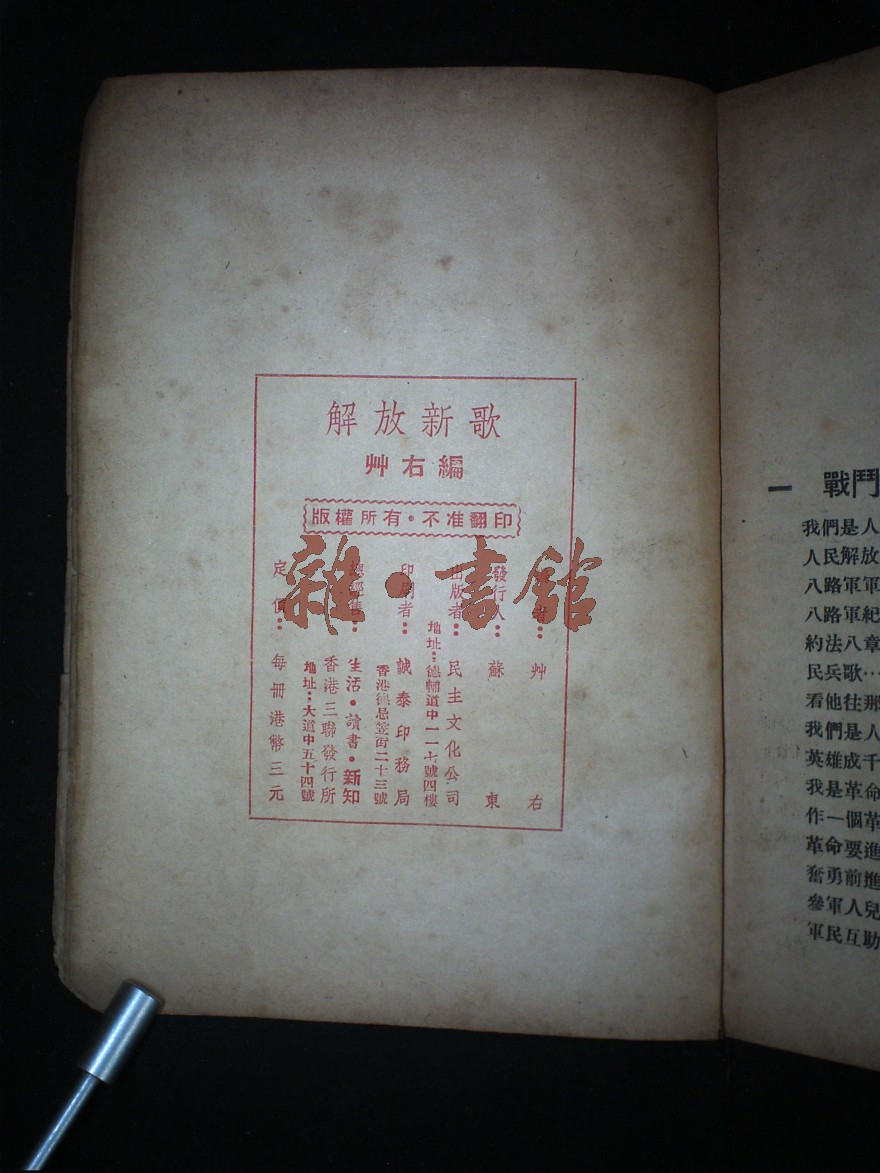 解放新歌
艸右編
版權所有·不准翻印
者：艸右
發行人：蘇東
出版者：民主文化公司
地址：德輔道中一一七號四樓
印刷者：誠泰印務局
香港德忌笠街二十三號
經售：生活·讀書·新知
香港三聯發行所
地址：大道中五十四號
定價：每冊港幣三元
雜·書館
一 戰鬥
我們是人
人民解放
八路軍軍
八路軍紀
約法八章
民兵歌…
看他往那
我們是人
英雄成千
我是革命
作一個革
革命要進
奮勇前進
參軍人兒
軍民互助